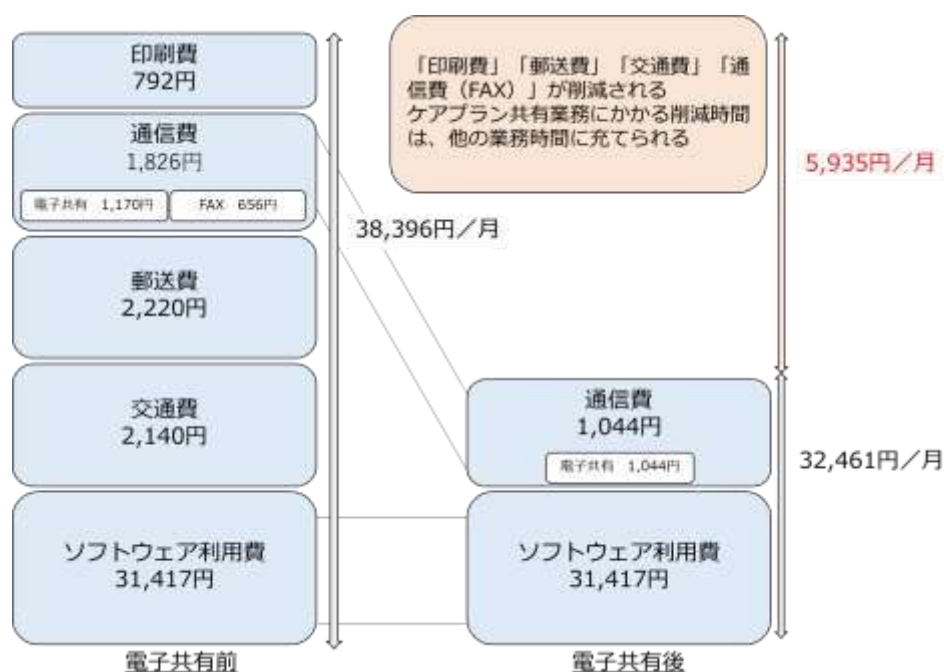 印刷費
792円
通信費
1,826円
電子共有 1,170円
FAX 656円
郵送費
2,220円
交通費
2,140円
ソフトウェア利用費
31,417円
電子共有前
38,396円／月
「印刷費」「郵送費」「交通費」「通
信費（FAX）」が削減される
ケアプラン共有業務にかかる削減時間
は、他の業務時間に充てられる
5,935円／月
通信費
1,044円
電子共有 1,044円
32,461円／月
ソフトウェア利用費
31,417円
電子共有後